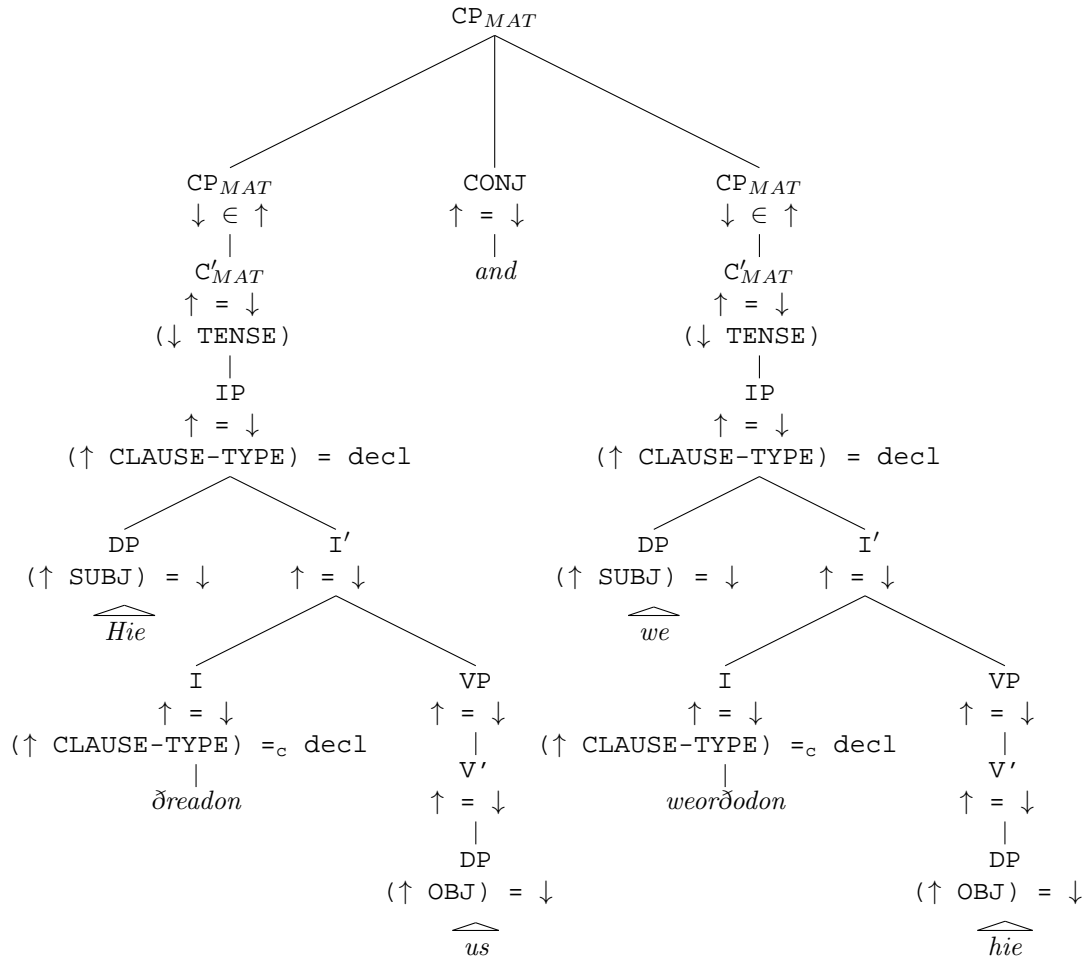 CP_MAT
CP_MAT CONJ CP_MAT
↓ ∈ ↑ ↑ = ↓ ↓ ∈ ↑
C′_MAT and C′_MAT
↑ = ↓ ↑ = ↓
(↓ TENSE) (↓ TENSE)
IP IP
↑ = ↓ ↑ = ↓
(↑ CLAUSE-TYPE) = decl (↑ CLAUSE-TYPE) = decl
DP I′ DP I′
(↑ SUBJ) = ↓ ↑ = ↓ (↑ SUBJ) = ↓ ↑ = ↓
Hie we
I VP I VP
↑ = ↓ ↑ = ↓ ↑ = ↓ ↑ = ↓
(↑ CLAUSE-TYPE) =c decl (↑ CLAUSE-TYPE) =c decl
V' V'
ðreadon ↑ = ↓ weorðodon ↑ = ↓
DP DP
(↑ OBJ) = ↓ (↑ OBJ) = ↓
us hie